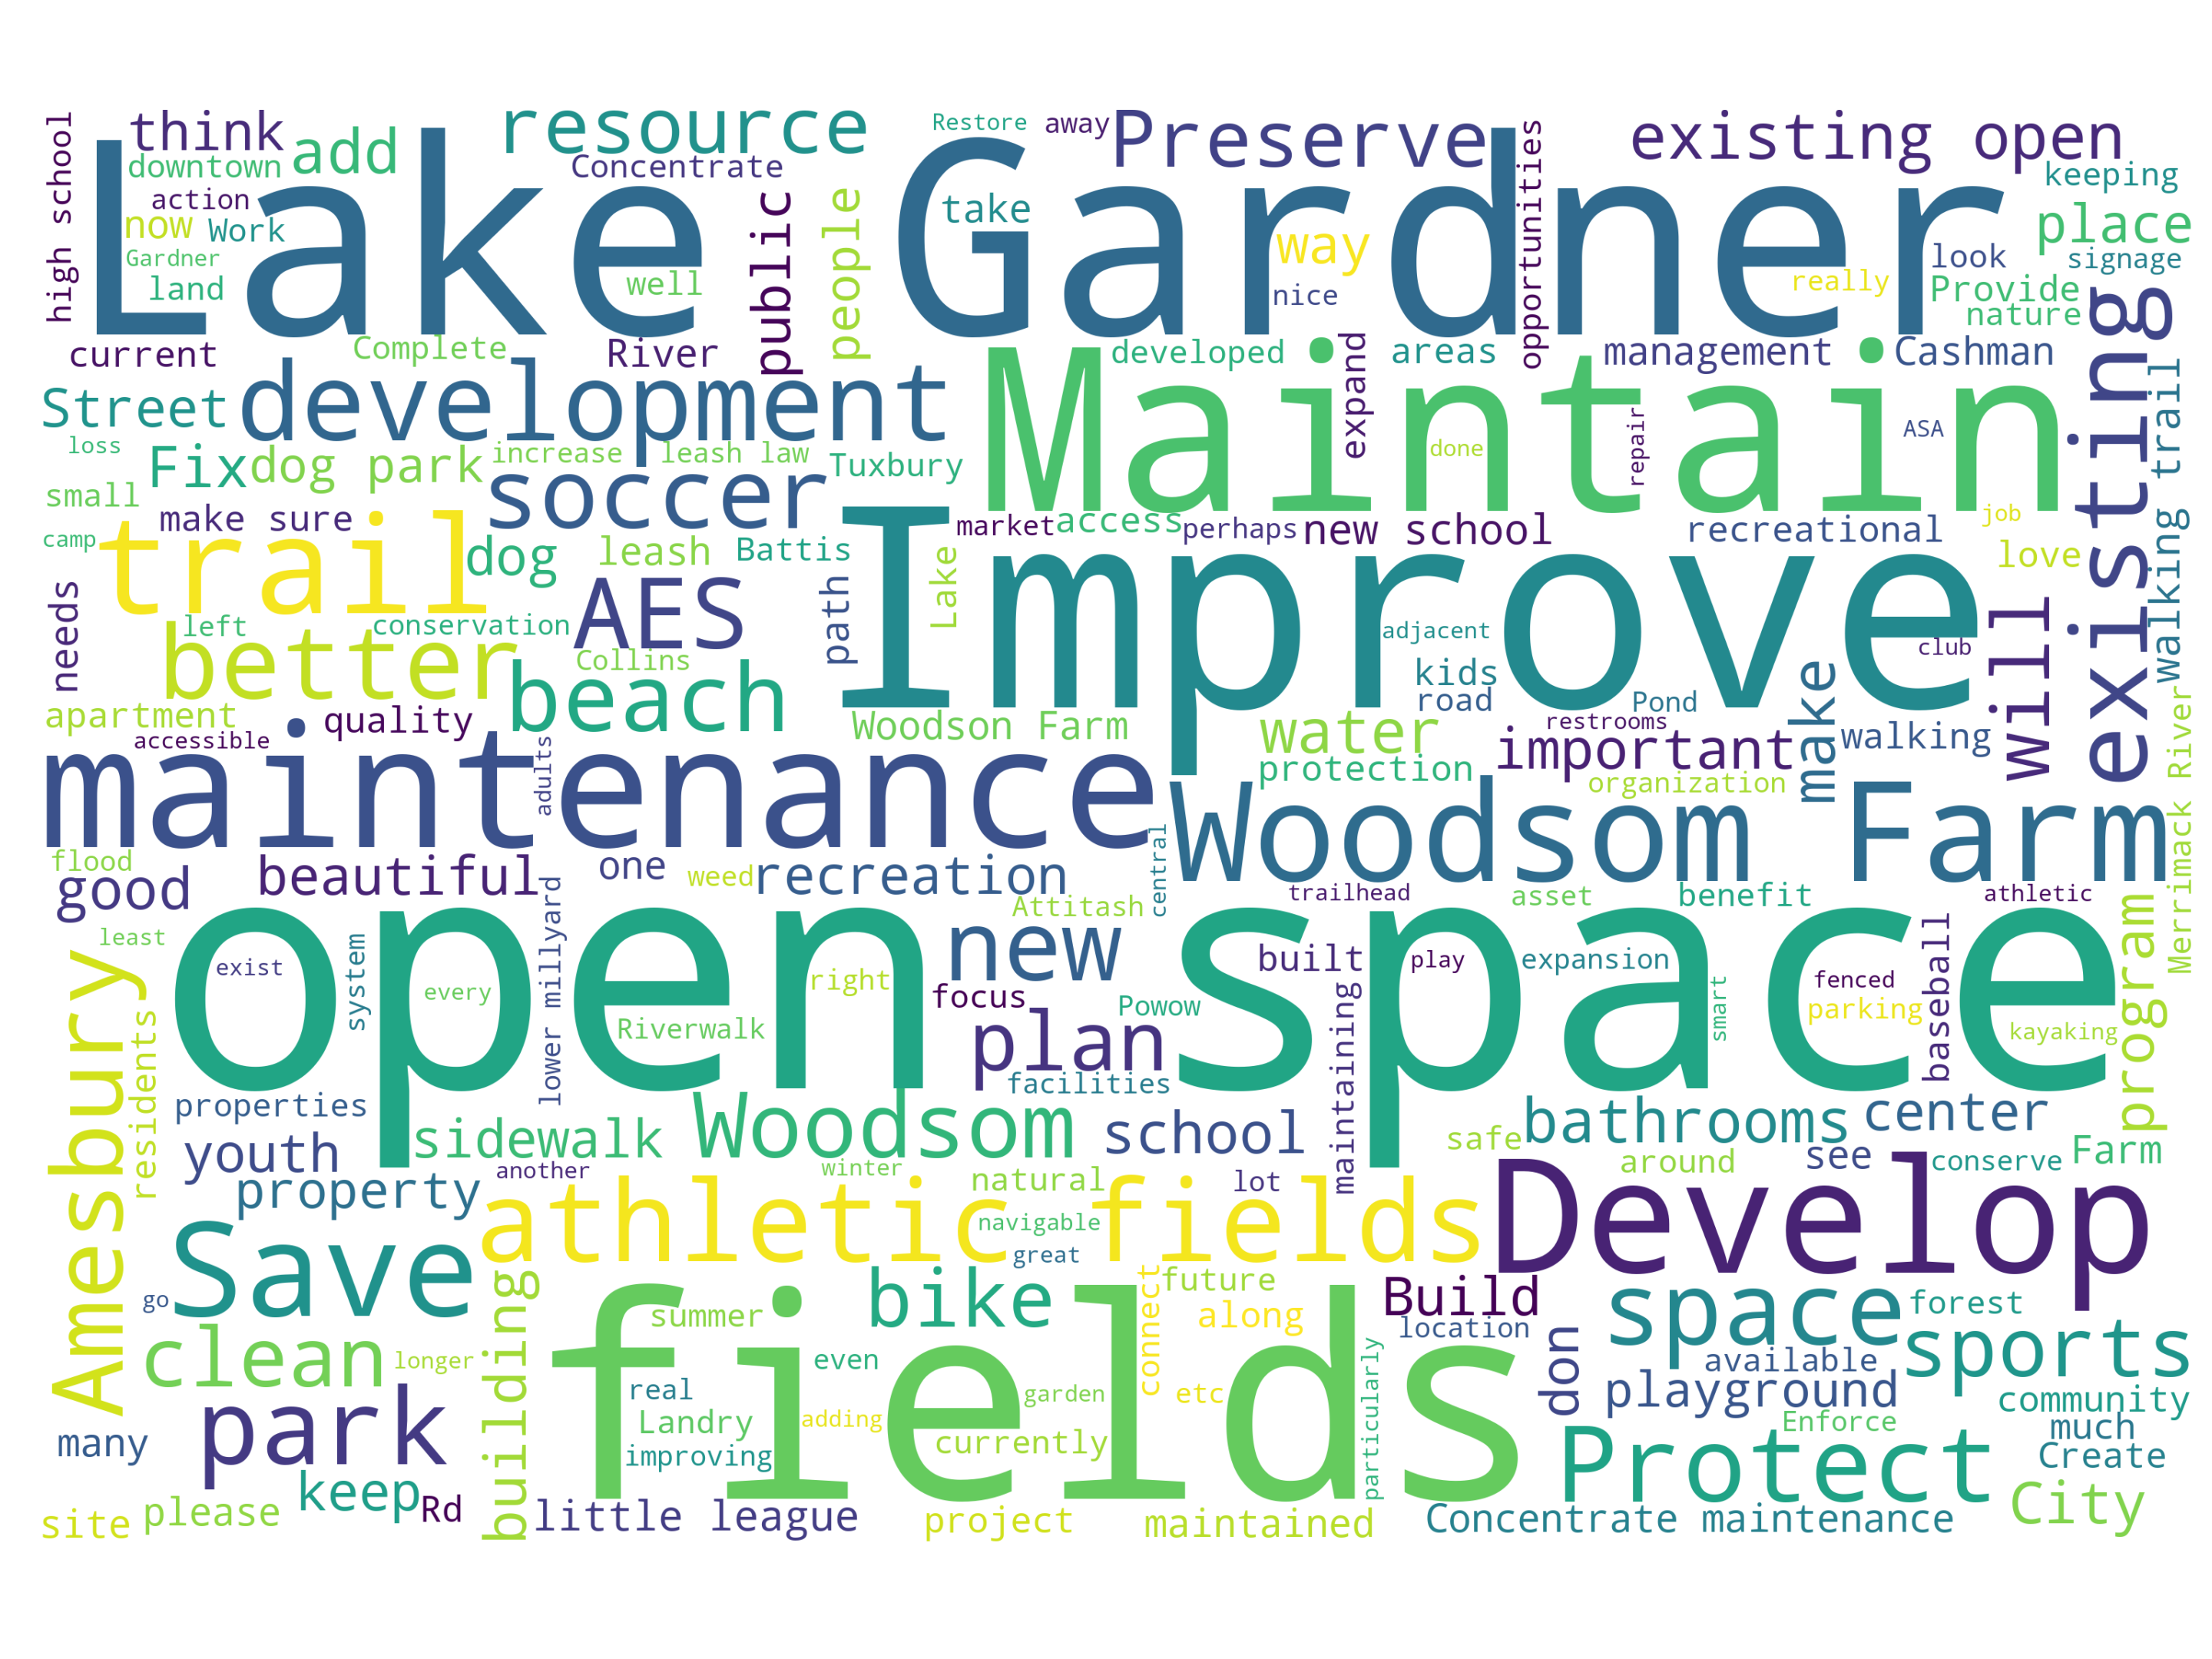 high school
think
downtown
add
action
now
Work
Gardner
land
resource
Concentrate
Lake Gardner
well
public
people
Restore
away
Preserve
take
way
nice
opportunities
existing open
keeping
place
look
signage
really
Provide
nature
current
Complete
River
developed
expand
areas
management
Cashman
Street
development
Maintain
existing
walking trail
loss
Fix
dog park
increase
leash law
Tuxbury
done
repair
ASA
small
soccer
make sure
market
access
perhaps
new school
recreational
job
camp
trail
dog
leash
Battis
Lake
love
needs
AES
path
Improve
will
left
conservation
adjacent
club
better
Collins
beach
kids
road
Pond
make
apartment
quality
accessible
Woodson Farm
water
restrooms
important
walking
Merrimack River
maintenance
adults
protection
organization
Woodsom Farm
flood
good
beautiful
one
weed
recreation
central
trailhead
asset
benefit
athletic
Attitash
least
open space
new
built
play
expansion
baseball
program
exist
system
every
lower millyard
right
focus
smart
fenced
parking
Amesbury
residents
Riverwalk
Powow
plan
maintaining
kayaking
properties
facilities
sidewalk
Woodsom
school
safe
bathrooms
center
youth
another
winter
natural
lot
around
see
conserve
Farm
property
athletic fields
navigable
Develop
great
Save
go
building
summer
bike
connect
future
along
Build
location
space
forest
clean
longer
fields
even
particularly
don
available
sports
real
garden
etc
playground
park
Landry
adding
community
many
improving
currently
Enforce
much
Protect
Create
keep
site
please
Rd
little league
project
maintained
Concentrate maintenance
City